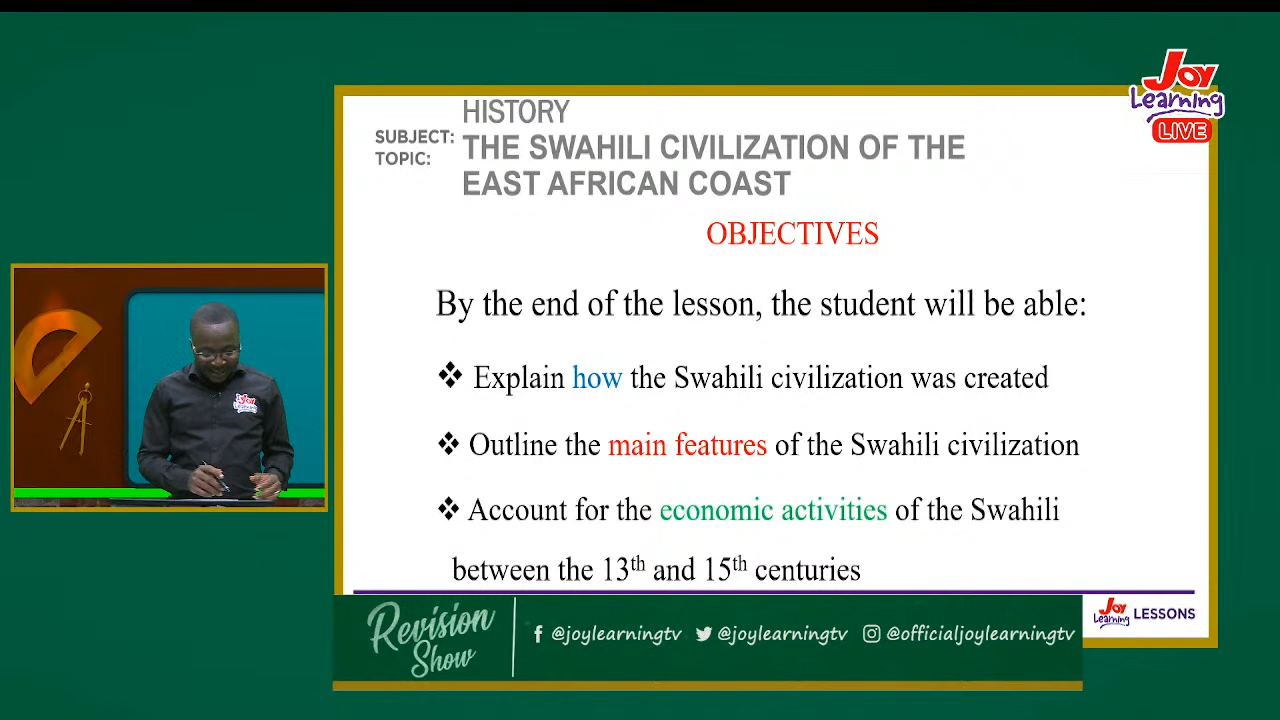 Joy
Learning
LIVE
HISTORY
SUBJECT:
TOPIC:
THE SWAHILI CIVILIZATION OF THE
EAST AFRICAN COAST
OBJECTIVES
By the end of the lesson, the student will be able:
❖ Explain how the Swahili civilization was created
❖ Outline the main features of the Swahili civilization
❖ Account for the economic activities of the Swahili
between the 13th and 15th centuries
Joy
Learning
Revision
Show
@joylearningtv @joylearningtv @officialjoylearningtv
Joy
Learning
LESSONS